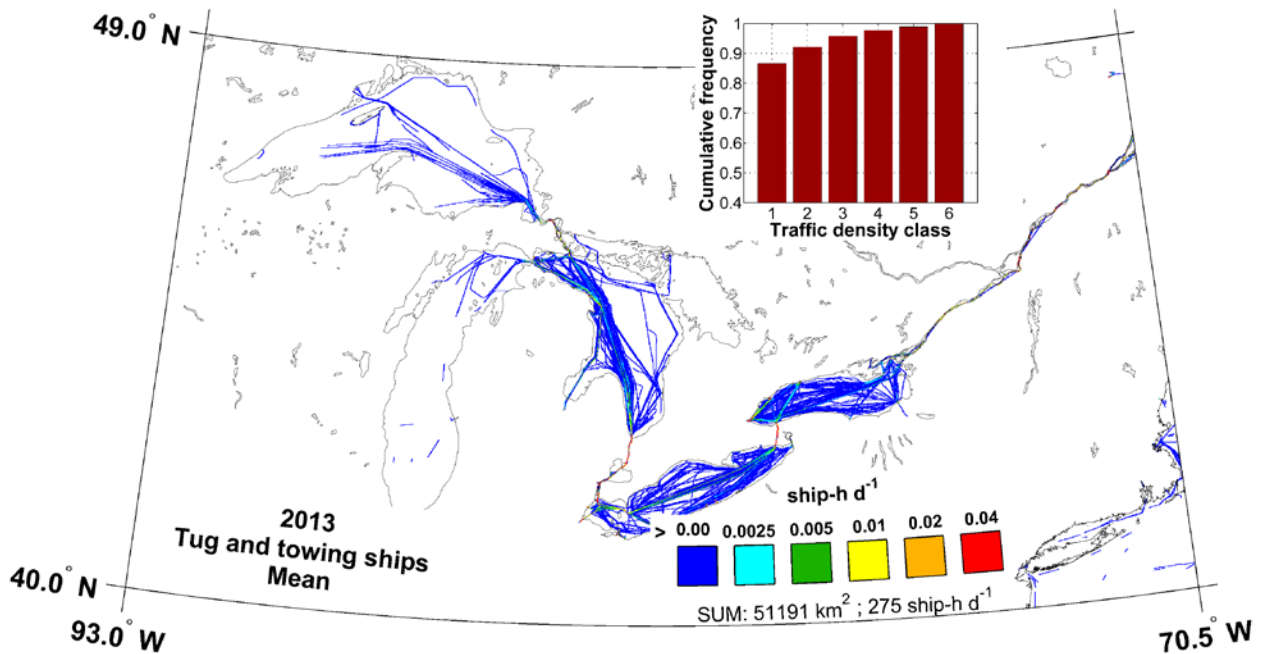 49.0° N
1
0.9
0.8
0.7
0.6
0.5
0.4
Cumulative frequency
1 2 3 4 5 6
Traffic density class
2013
Tug and towing ships
Mean
ship-h d⁻¹
> 0.00 0.0025 0.005 0.01 0.02 0.04
SUM: 51191 km² ; 275 ship-h d⁻¹
40.0° N
93.0° W
70.5° W